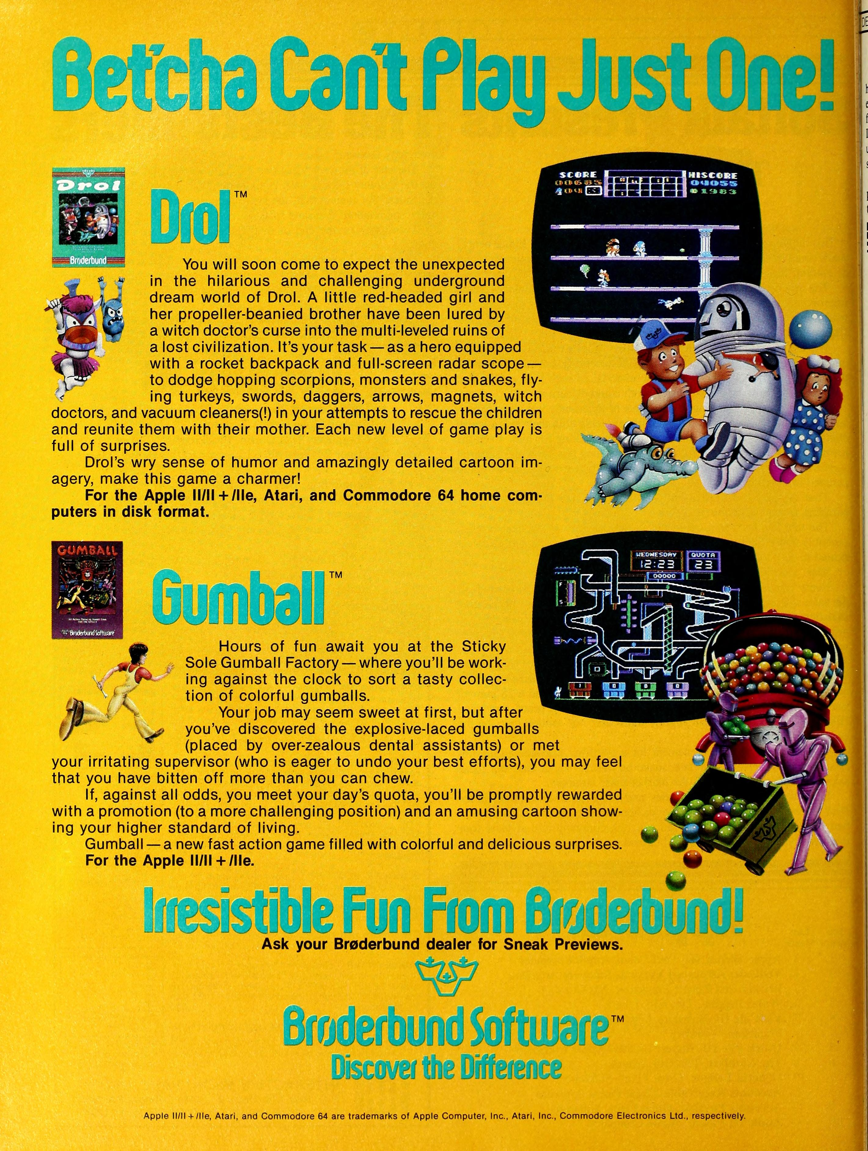 Bet'cha Can't Play Just One!
Drol
Brøderbund
Drol™
You will soon come to expect the unexpected
in the hilarious and challenging underground
dream world of Drol. A little red-headed girl and
her propeller-beanied brother have been lured by
a witch doctor's curse into the multi-leveled ruins of
a lost civilization. It's your task — as a hero equipped
with a rocket backpack and full-screen radar scope —
to dodge hopping scorpions, monsters and snakes, fly-
ing turkeys, swords, daggers, arrows, magnets, witch
doctors, and vacuum cleaners(!) in your attempts to rescue the children
and reunite them with their mother. Each new level of game play is
full of surprises.
Drol's wry sense of humor and amazingly detailed cartoon im-
agery, make this game a charmer!
For the Apple II/II + /IIe, Atari, and Commodore 64 home com-
puters in disk format.
SCORE HISCORE
00685 04055
©1983
GUMBALL
Brøderbund Software
Gumball™
Hours of fun await you at the Sticky
Sole Gumball Factory — where you'll be work-
ing against the clock to sort a tasty collec-
tion of colorful gumballs.
Your job may seem sweet at first, but after
you've discovered the explosive-laced gumballs
(placed by over-zealous dental assistants) or met
your irritating supervisor (who is eager to undo your best efforts), you may feel
that you have bitten off more than you can chew.
If, against all odds, you meet your day's quota, you'll be promptly rewarded
with a promotion (to a more challenging position) and an amusing cartoon show-
ing your higher standard of living.
Gumball — a new fast action game filled with colorful and delicious surprises.
For the Apple II/II + /IIe.
WEDNESDAY QUOTA
12:23 23
00000
Irresistible Fun From Brøderbund!
Ask your Brøderbund dealer for Sneak Previews.
Brøderbund Software™
Discover the Difference
Apple II/II + /IIe, Atari, and Commodore 64 are trademarks of Apple Computer, Inc., Atari, Inc., Commodore Electronics Ltd., respectively.